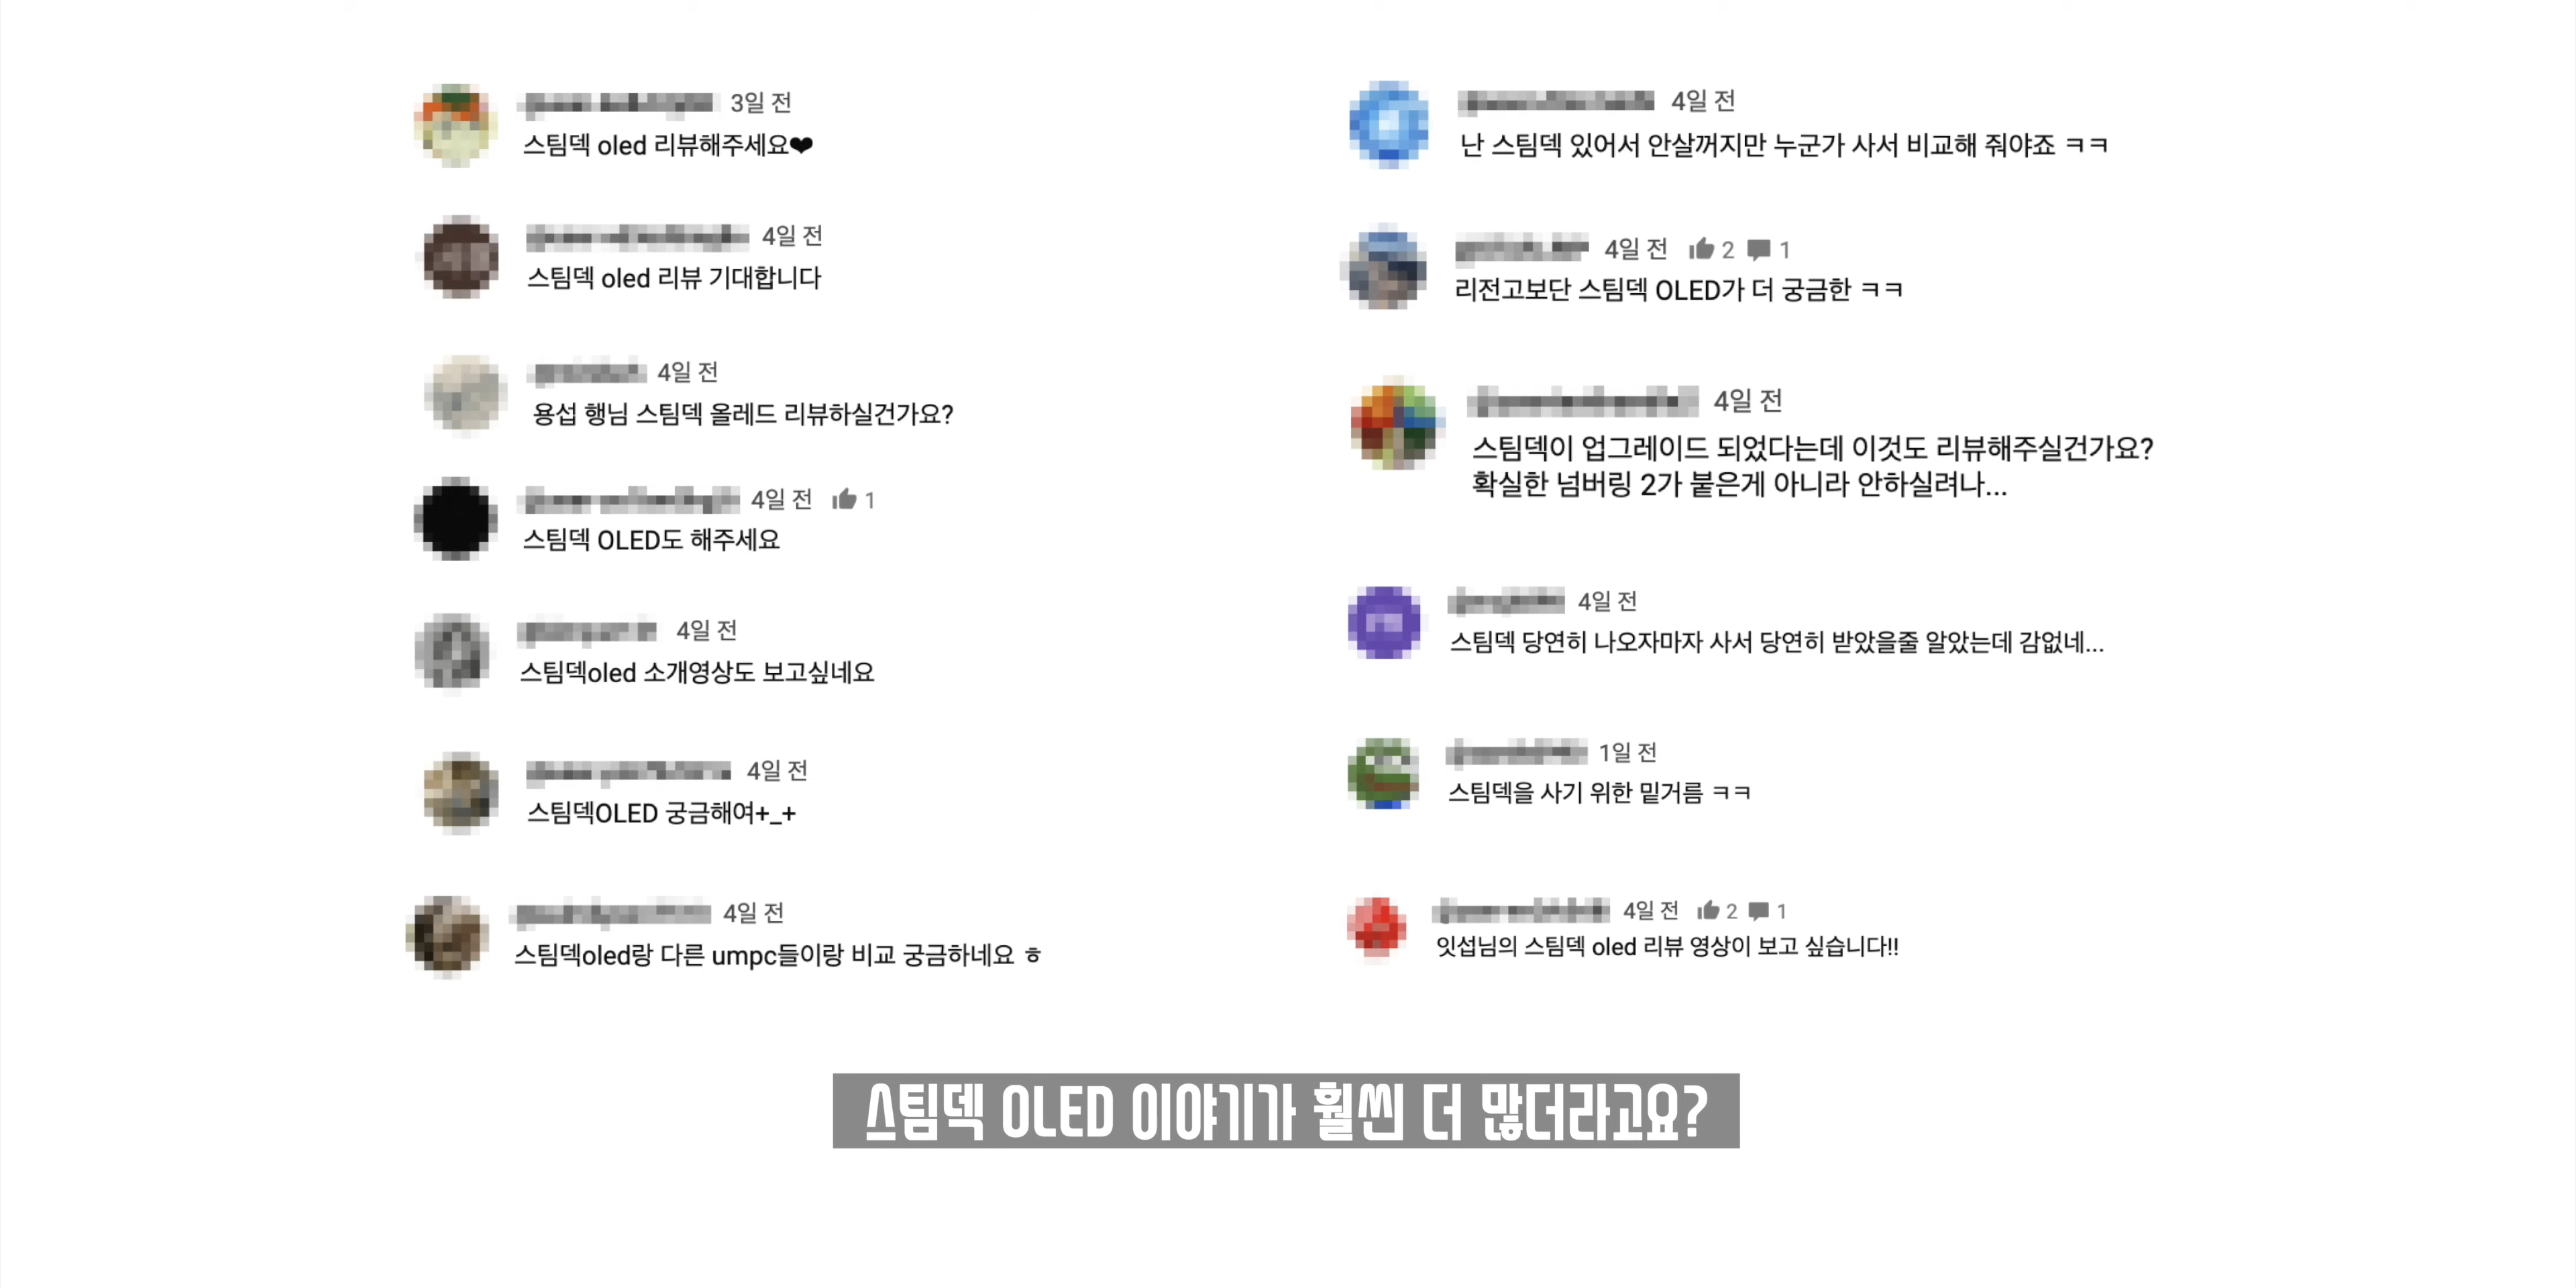 3일 전
스팀덱 oled 리뷰해주세요❤
4일 전
스팀덱 oled 리뷰 기대합니다
4일 전
용섭 행님 스팀덱 올레드 리뷰하실건가요?
4일 전 1
스팀덱 OLED도 해주세요
4일 전
스팀덱oled 소개영상도 보고싶네요
4일 전
스팀덱OLED 궁금해여+_+
4일 전
스팀덱oled랑 다른 umpc들이랑 비교 궁금하네요 ㅎ
4일 전
난 스팀덱 있어서 안살꺼지만 누군가 사서 비교해 줘야죠 ㅋㅋ
4일 전 2 1
리전고보단 스팀덱 OLED가 더 궁금한 ㅋㅋ
4일 전
스팀덱이 업그레이드 되었다는데 이것도 리뷰해주실건가요?
확실한 넘버링 2가 붙은게 아니라 안하실려나...
4일 전
스팀덱 당연히 나오자마자 사서 당연히 받았을줄 알았는데 감없네...
1일 전
스팀덱을 사기 위한 밑거름 ㅋㅋ
4일 전 2 1
잇섭님의 스팀덱 oled 리뷰 영상이 보고 싶습니다!!
스팀덱 OLED 이야기가 훨씬 더 많더라고요?